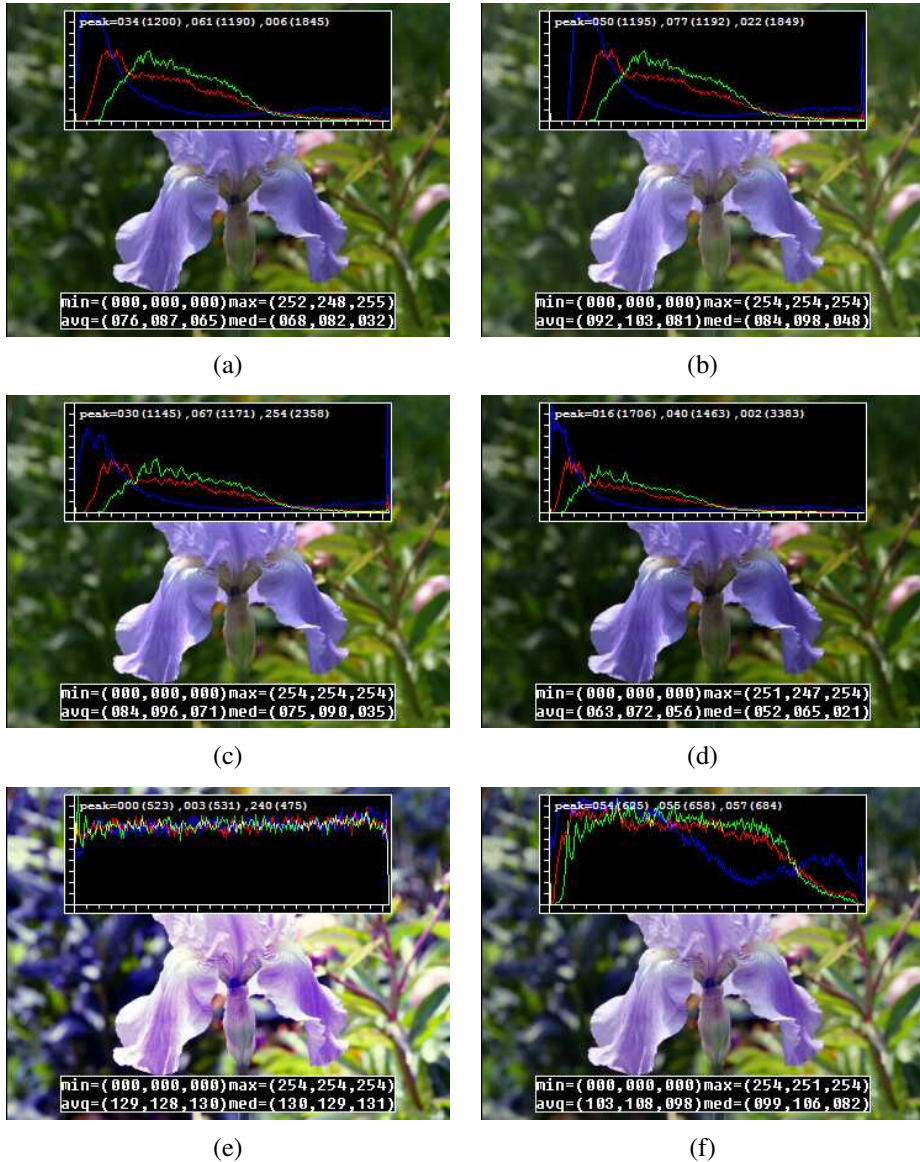 peak=034(1200) ,061(1190) ,006(1845)
min=(000,000,000)max=(252,248,255)
avg=(076,087,065)med=(068,082,032)
(a)
peak=050(1195) ,077(1192) ,022(1849)
min=(000,000,000)max=(254,254,254)
avg=(092,103,081)med=(084,098,048)
(b)
peak=030(1145) ,067(1171) ,254(2358)
min=(000,000,000)max=(254,254,254)
avg=(084,096,071)med=(075,090,035)
(c)
peak=016(1706) ,040(1463) ,002(3383)
min=(000,000,000)max=(251,247,254)
avg=(063,072,056)med=(052,065,021)
(d)
peak=000(523) ,003(531) ,240(475)
min=(000,000,000)max=(254,254,254)
avg=(129,128,130)med=(130,129,131)
(e)
peak=054(625) ,055(658) ,057(684)
min=(000,000,000)max=(254,251,254)
avg=(103,108,098)med=(099,106,082)
(f)